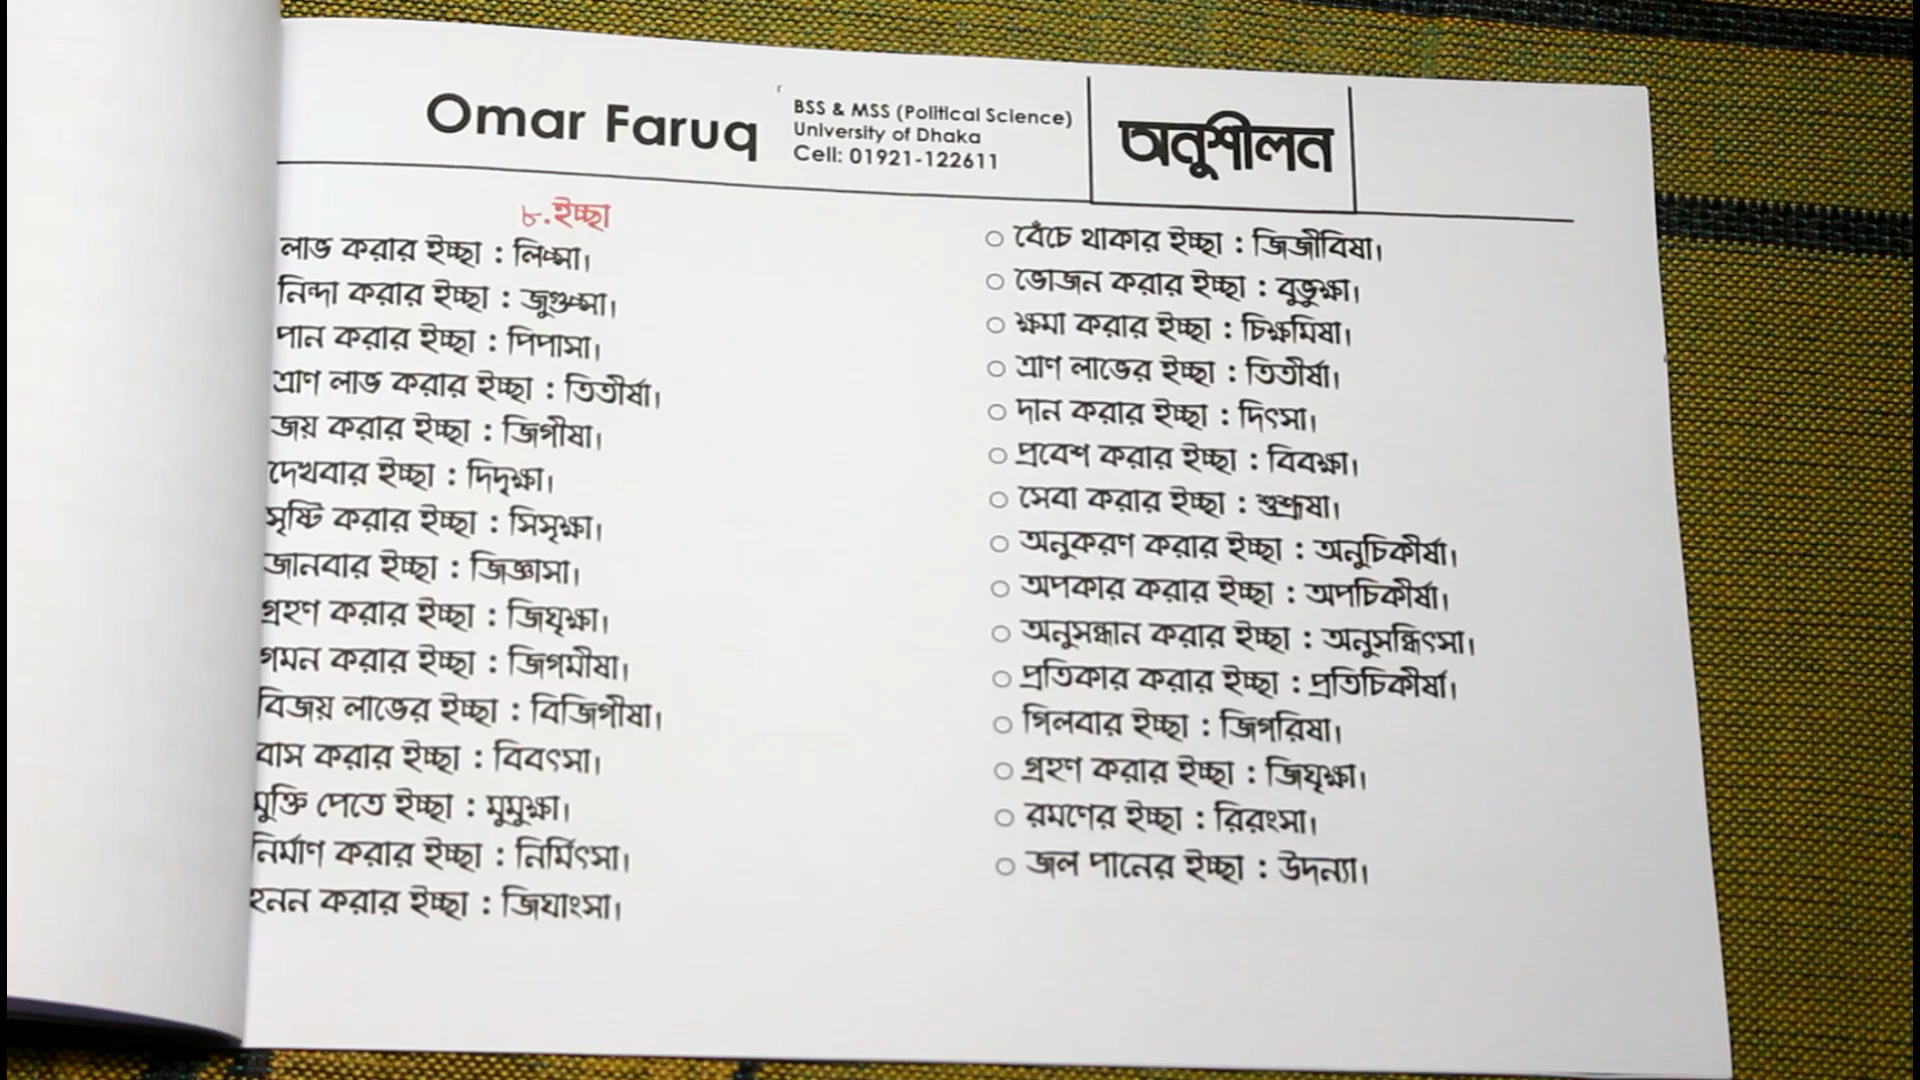 Omar Faruq
BSS & MSS (Political Science)
University of Dhaka
Cell: 01921-122611
অনুশীলন
৮.ইচ্ছা
লাভ করার ইচ্ছা : লিপ্সা।
নিন্দা করার ইচ্ছা : জুগুপ্সা।
পান করার ইচ্ছা : পিপাসা।
ত্রাণ লাভ করার ইচ্ছা : তিতীর্ষা।
জয় করার ইচ্ছা : জিগীষা।
দেখবার ইচ্ছা : দিদৃক্ষা।
সৃষ্টি করার ইচ্ছা : সিসৃক্ষা।
জানবার ইচ্ছা : জিজ্ঞাসা।
গ্রহণ করার ইচ্ছা : জিঘৃক্ষা।
গমন করার ইচ্ছা : জিগমীষা।
বিজয় লাভের ইচ্ছা : বিজিগীষা।
বাস করার ইচ্ছা : বিবৎসা।
মুক্তি পেতে ইচ্ছা : মুমুক্ষা।
নির্মাণ করার ইচ্ছা : নির্মিৎসা।
হনন করার ইচ্ছা : জিঘাংসা।
○ বেঁচে থাকার ইচ্ছা : জিজীবিষা।
○ ভোজন করার ইচ্ছা : বুভুক্ষা।
○ ক্ষমা করার ইচ্ছা : চিক্ষমিষা।
○ ত্রাণ লাভের ইচ্ছা : তিতীর্ষা।
○ দান করার ইচ্ছা : দিৎসা।
○ প্রবেশ করার ইচ্ছা : বিবক্ষা।
○ সেবা করার ইচ্ছা : শুশ্রূষা।
○ অনুকরণ করার ইচ্ছা : অনুচিকীর্ষা।
○ অপকার করার ইচ্ছা : অপচিকীর্ষা।
○ অনুসন্ধান করার ইচ্ছা : অনুসন্ধিৎসা।
○ প্রতিকার করার ইচ্ছা : প্রতিচিকীর্ষা।
○ গিলবার ইচ্ছা : জিগরিষা।
○ গ্রহণ করার ইচ্ছা : জিঘৃক্ষা।
○ রমণের ইচ্ছা : রিরংসা।
○ জল পানের ইচ্ছা : উদন্যা।